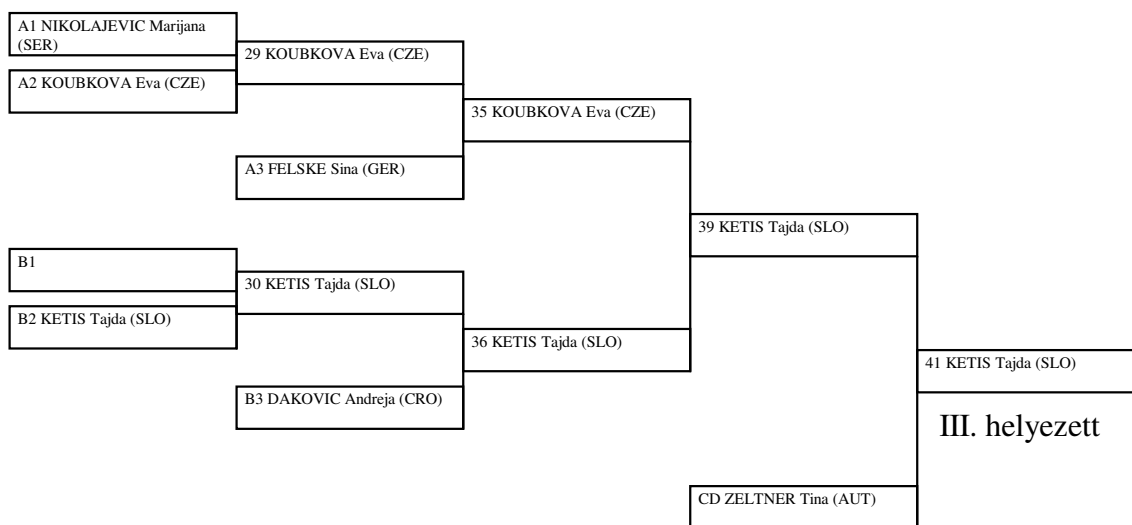 A1 NIKOLAJEVIC Marijana
(SER)
29 KOUBKOVA Eva (CZE)
A2 KOUBKOVA Eva (CZE)
35 KOUBKOVA Eva (CZE)
A3 FELSKE Sina (GER)
39 KETIS Tajda (SLO)
B1
30 KETIS Tajda (SLO)
B2 KETIS Tajda (SLO)
36 KETIS Tajda (SLO)
41 KETIS Tajda (SLO)
B3 DAKOVIC Andreja (CRO)
III. helyezett
CD ZELTNER Tina (AUT)